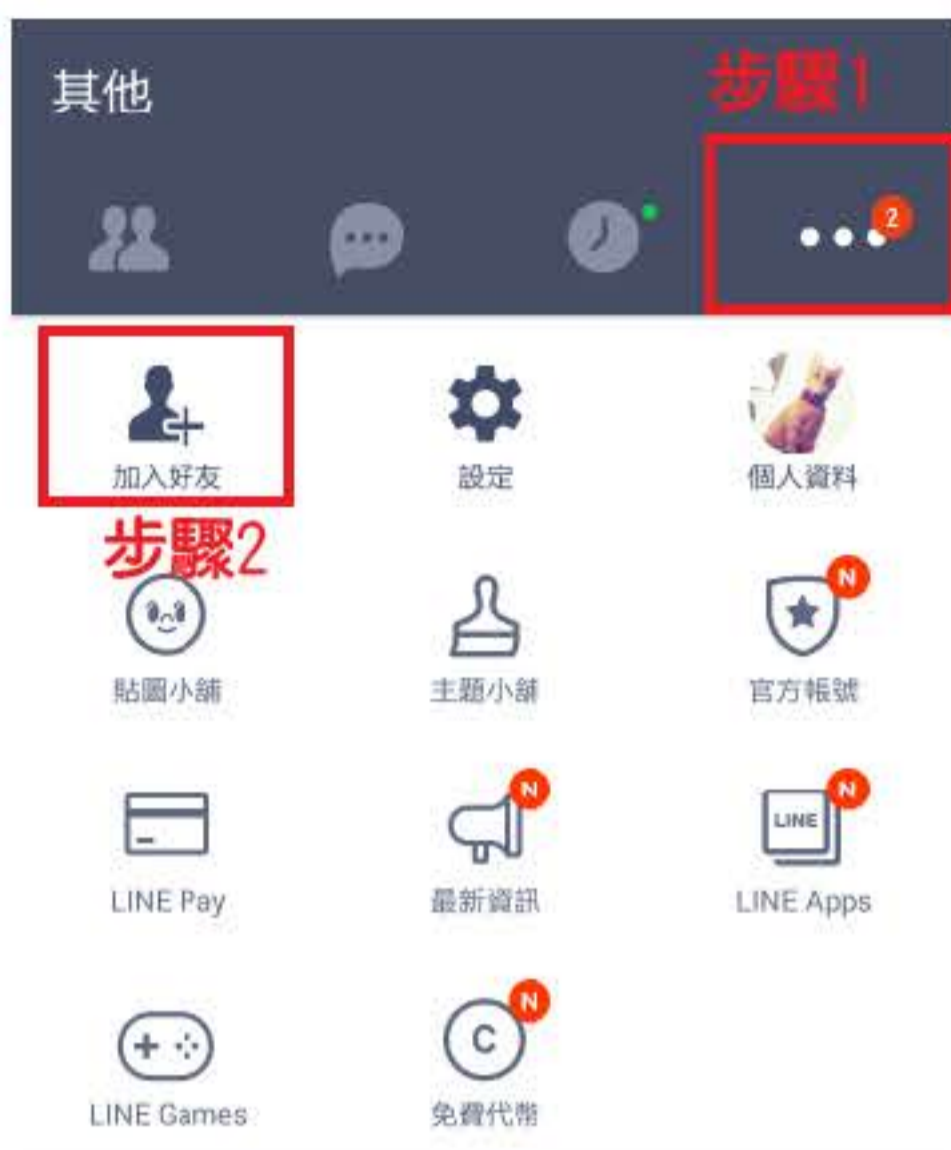 其他
步驟1
2
加入好友
設定
個人資料
步驟2
N
貼圖小舖
主題小舖
官方帳號
N
N
LINE
LINE Pay
最新資訊
LINE Apps
N
C
LINE Games
免費代幣